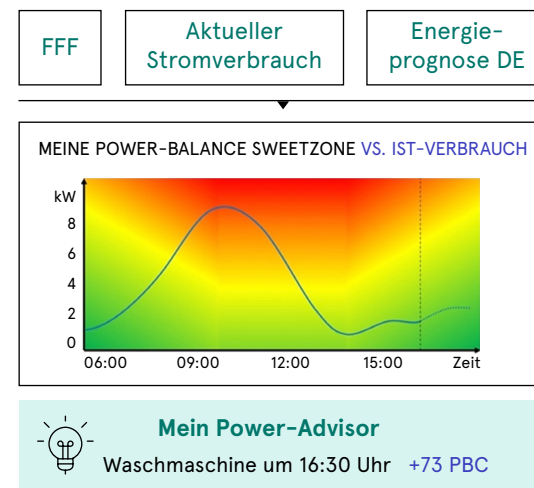 FFF
Aktueller
Stromverbrauch
Energie-
prognose DE
MEINE POWER-BALANCE SWEETZONE VS. IST-VERBRAUCH
kW
8
6
4
2
0
06:00 09:00 12:00 15:00 Zeit
Mein Power-Advisor
Waschmaschine um 16:30 Uhr +73 PBC